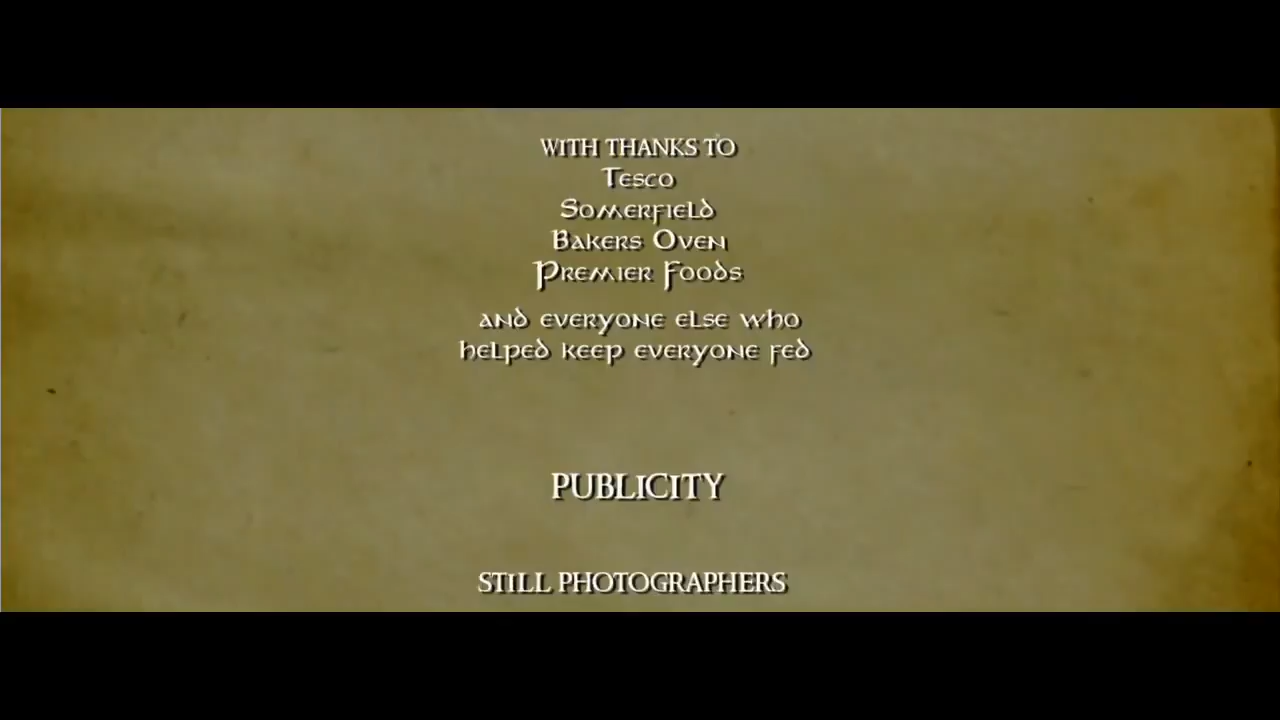 WITH THANKS TO
Tesco
Somerfield
Bakers Oven
Premier Foods
and everyone else who
helped keep everyone fed
PUBLICITY
STILL PHOTOGRAPHERS